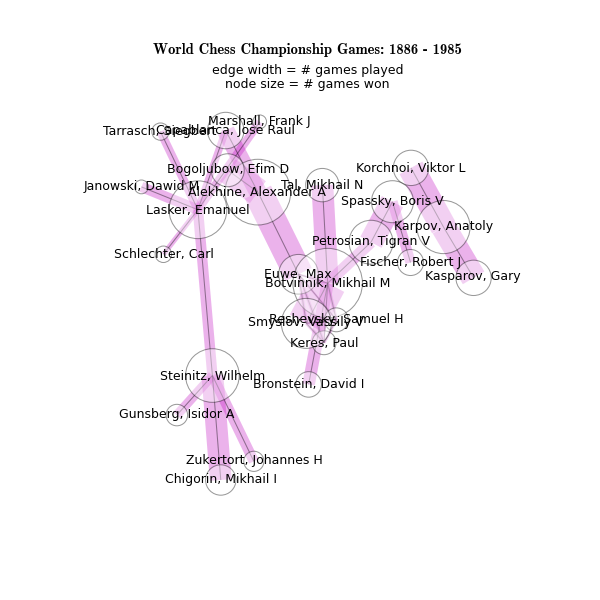 World Chess Championship Games: 1886 - 1985
edge width = # games played
node size = # games won
Marshall, Frank J
Tarrasch, Siegbert
Capablanca, Jose Raul
Bogoljubow, Efim D
Korchnoi, Viktor L
Janowski, Dawid M
Tal, Mikhail N
Alekhine, Alexander A
Spassky, Boris V
Lasker, Emanuel
Karpov, Anatoly
Petrosian, Tigran V
Schlechter, Carl
Fischer, Robert J
Euwe, Max
Kasparov, Gary
Botvinnik, Mikhail M
Reshevsky, Samuel H
Smyslov, Vassily V
Keres, Paul
Steinitz, Wilhelm
Bronstein, David I
Gunsberg, Isidor A
Zukertort, Johannes H
Chigorin, Mikhail I